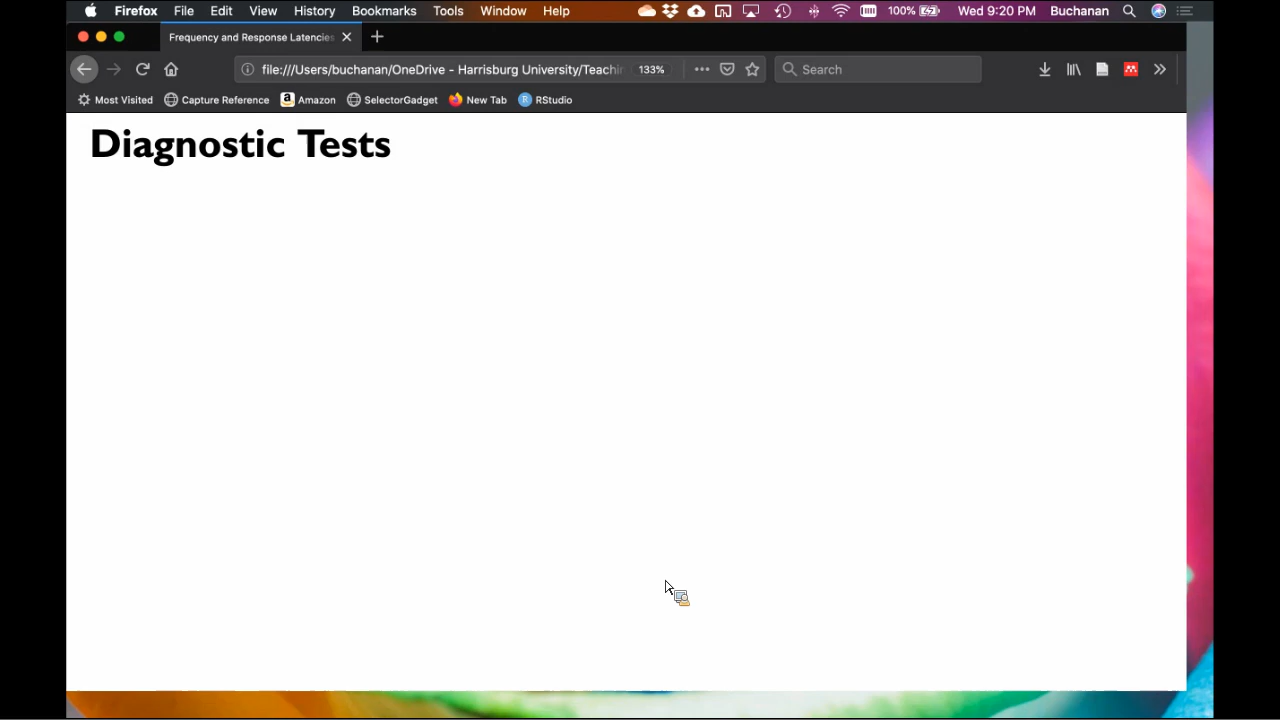 Firefox File Edit View History Bookmarks Tools Window Help 100% Wed 9:20 PM Buchanan
Frequency and Response Latencies
file:///Users/buchanan/OneDrive - Harrisburg University/Teachin 133% Search
Most Visited Capture Reference Amazon SelectorGadget New Tab RStudio
Diagnostic Tests